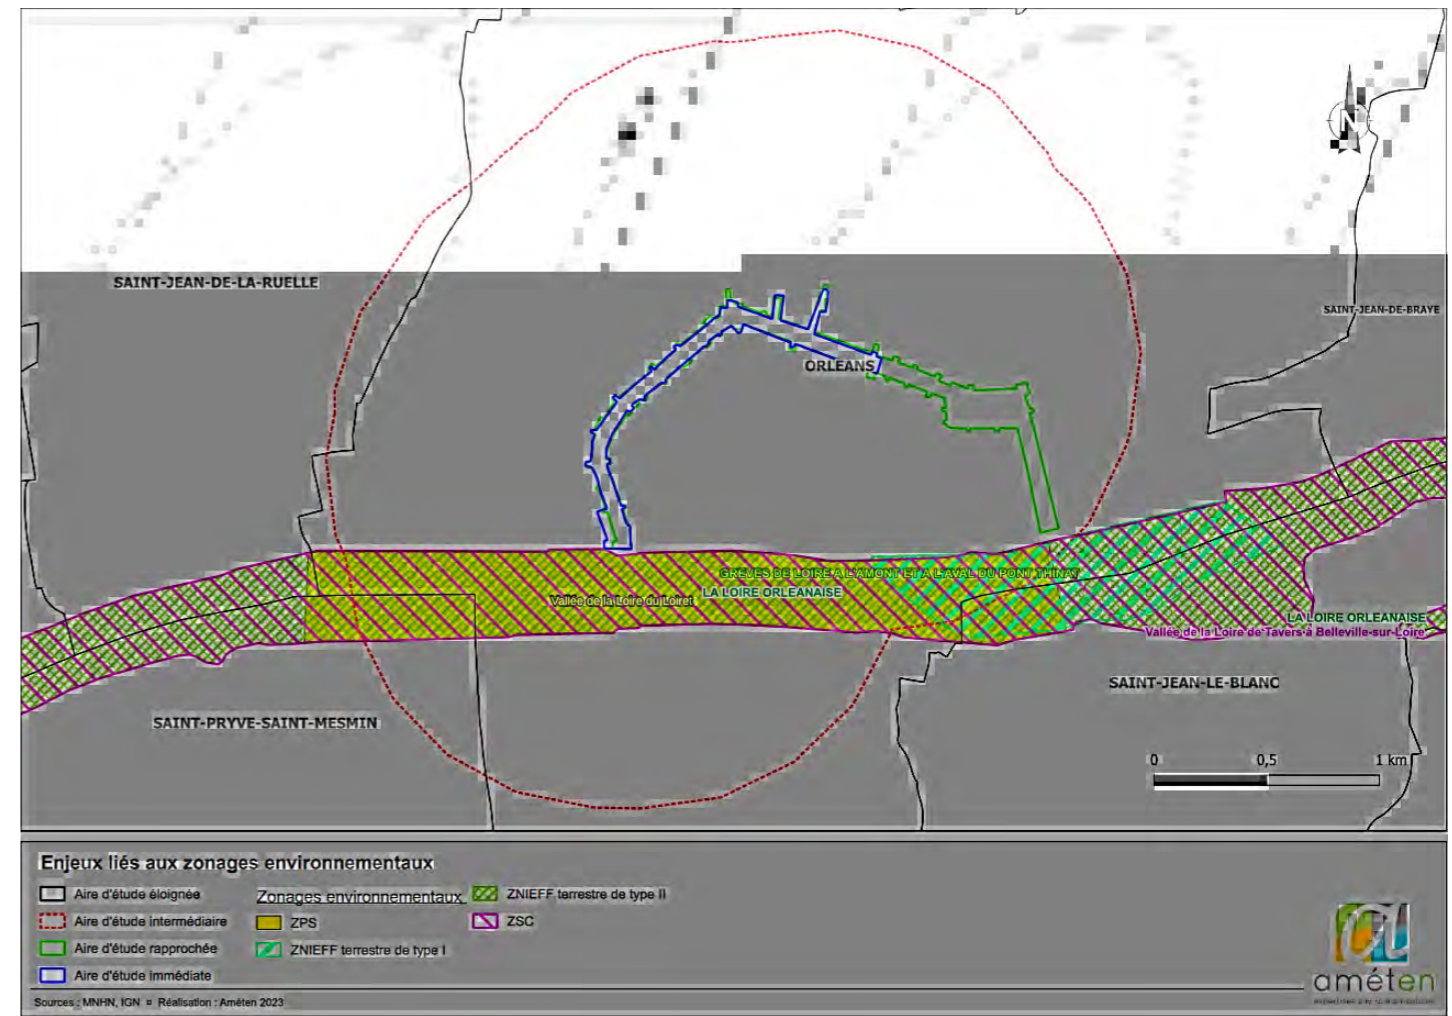 N
SAINT-JEAN-DE-LA-RUELLE
SAINT-JEAN-DE-BRAYE
ORLEANS
GREVES DE LOIRE A L'AMONT ET A L'AVAL DU PONT THINAT
LA LOIRE ORLEANAISE
Vallée de la Loire du Loiret
LA LOIRE ORLEANAISE
Vallée de la Loire de Tavers à Belleville-sur-Loire
SAINT-JEAN-LE-BLANC
SAINT-PRYVE-SAINT-MESMIN
0 0,5 1 km
Enjeux liés aux zonages environnementaux
Aire d'étude éloignée
Aire d'étude intermédiaire
Aire d'étude rapprochée
Aire d'étude immédiate
Zonages environnementaux
ZPS
ZNIEFF terrestre de type I
ZNIEFF terrestre de type II
ZSC
améten
Sources : MNHN, IGN ¤ Réalisation : Améten 2023